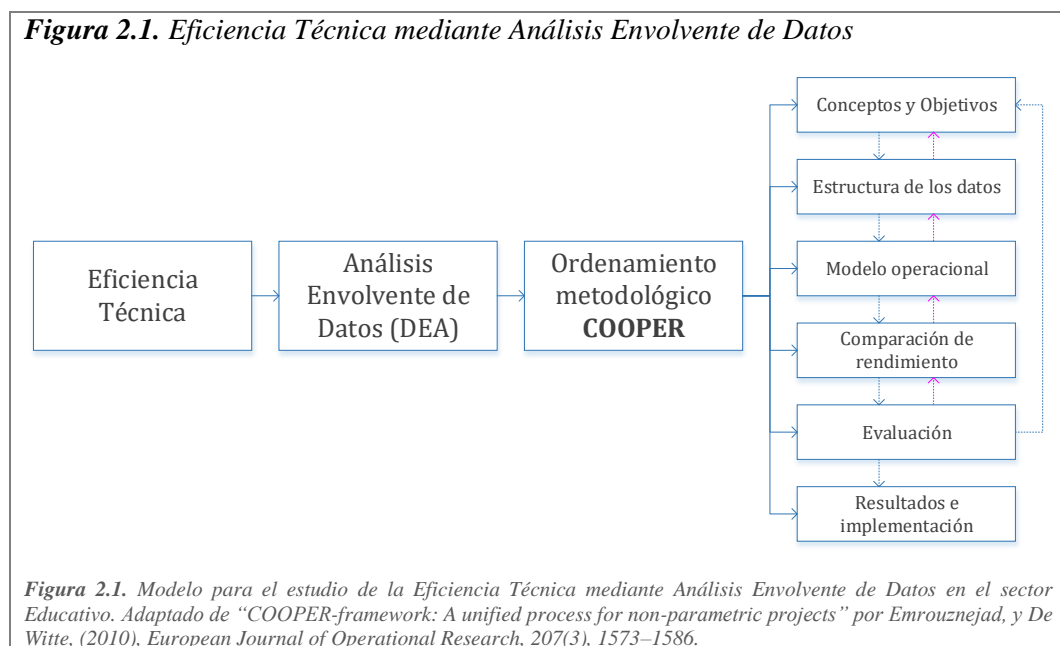 Figura 2.1. Eficiencia Técnica mediante Análisis Envolvente de Datos
Eficiencia
Técnica
Análisis
Envolvente de
Datos (DEA)
Ordenamiento
metodológico
COOPER
Conceptos y Objetivos
Estructura de los datos
Modelo operacional
Comparación de
rendimiento
Evaluación
Resultados e
implementación
Figura 2.1. Modelo para el estudio de la Eficiencia Técnica mediante Análisis Envolvente de Datos en el sector
Educativo. Adaptado de “COOPER-framework: A unified process for non-parametric projects” por Emrouznejad, y De
Witte, (2010), European Journal of Operational Research, 207(3), 1573–1586.